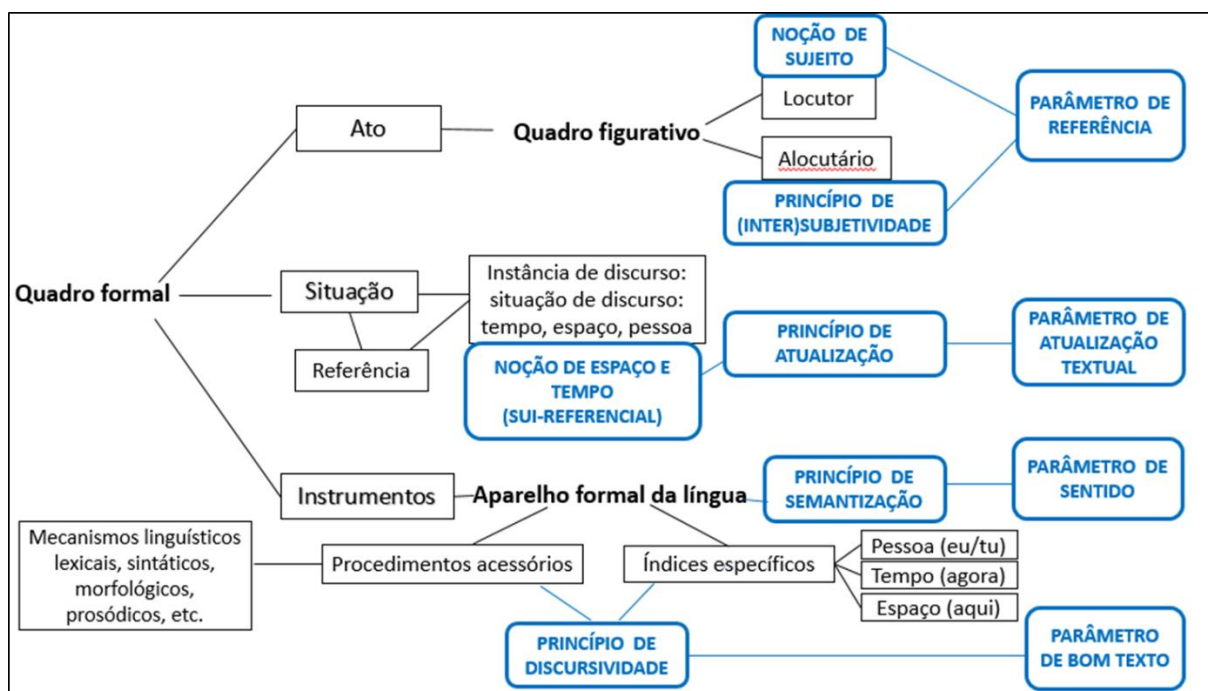 NOÇÃO DE
SUJEITO
Locutor
Ato
Quadro figurativo
PARÂMETRO DE
REFERÊNCIA
Alocutário
PRINCÍPIO DE
(INTER)SUBJETIVIDADE
Quadro formal
Situação
Instância de discurso:
situação de discurso:
tempo, espaço, pessoa
Referência
NOÇÃO DE ESPAÇO E
TEMPO
(SUI-REFERENCIAL)
PRINCÍPIO DE
ATUALIZAÇÃO
PARÂMETRO DE
ATUALIZAÇÃO
TEXTUAL
Instrumentos
Aparelho formal da língua
PRINCÍPIO DE
SEMANTIZAÇÃO
PARÂMETRO DE
SENTIDO
Mecanismos linguísticos
lexicais, sintáticos,
morfológicos,
prosódicos, etc.
Procedimentos acessórios
Índices específicos
Pessoa (eu/tu)
Tempo (agora)
Espaço (aqui)
PRINCÍPIO DE
DISCURSIVIDADE
PARÂMETRO
DE BOM TEXTO